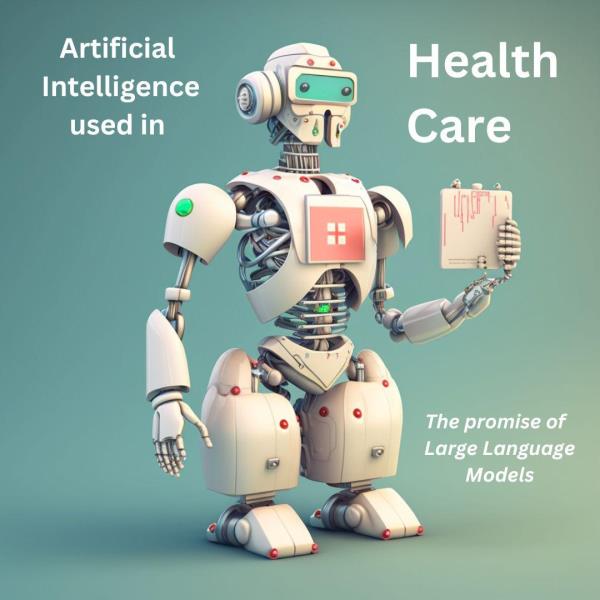 Artificial
Intelligence
used in
Health
Care
The promise of
Large Language
Models